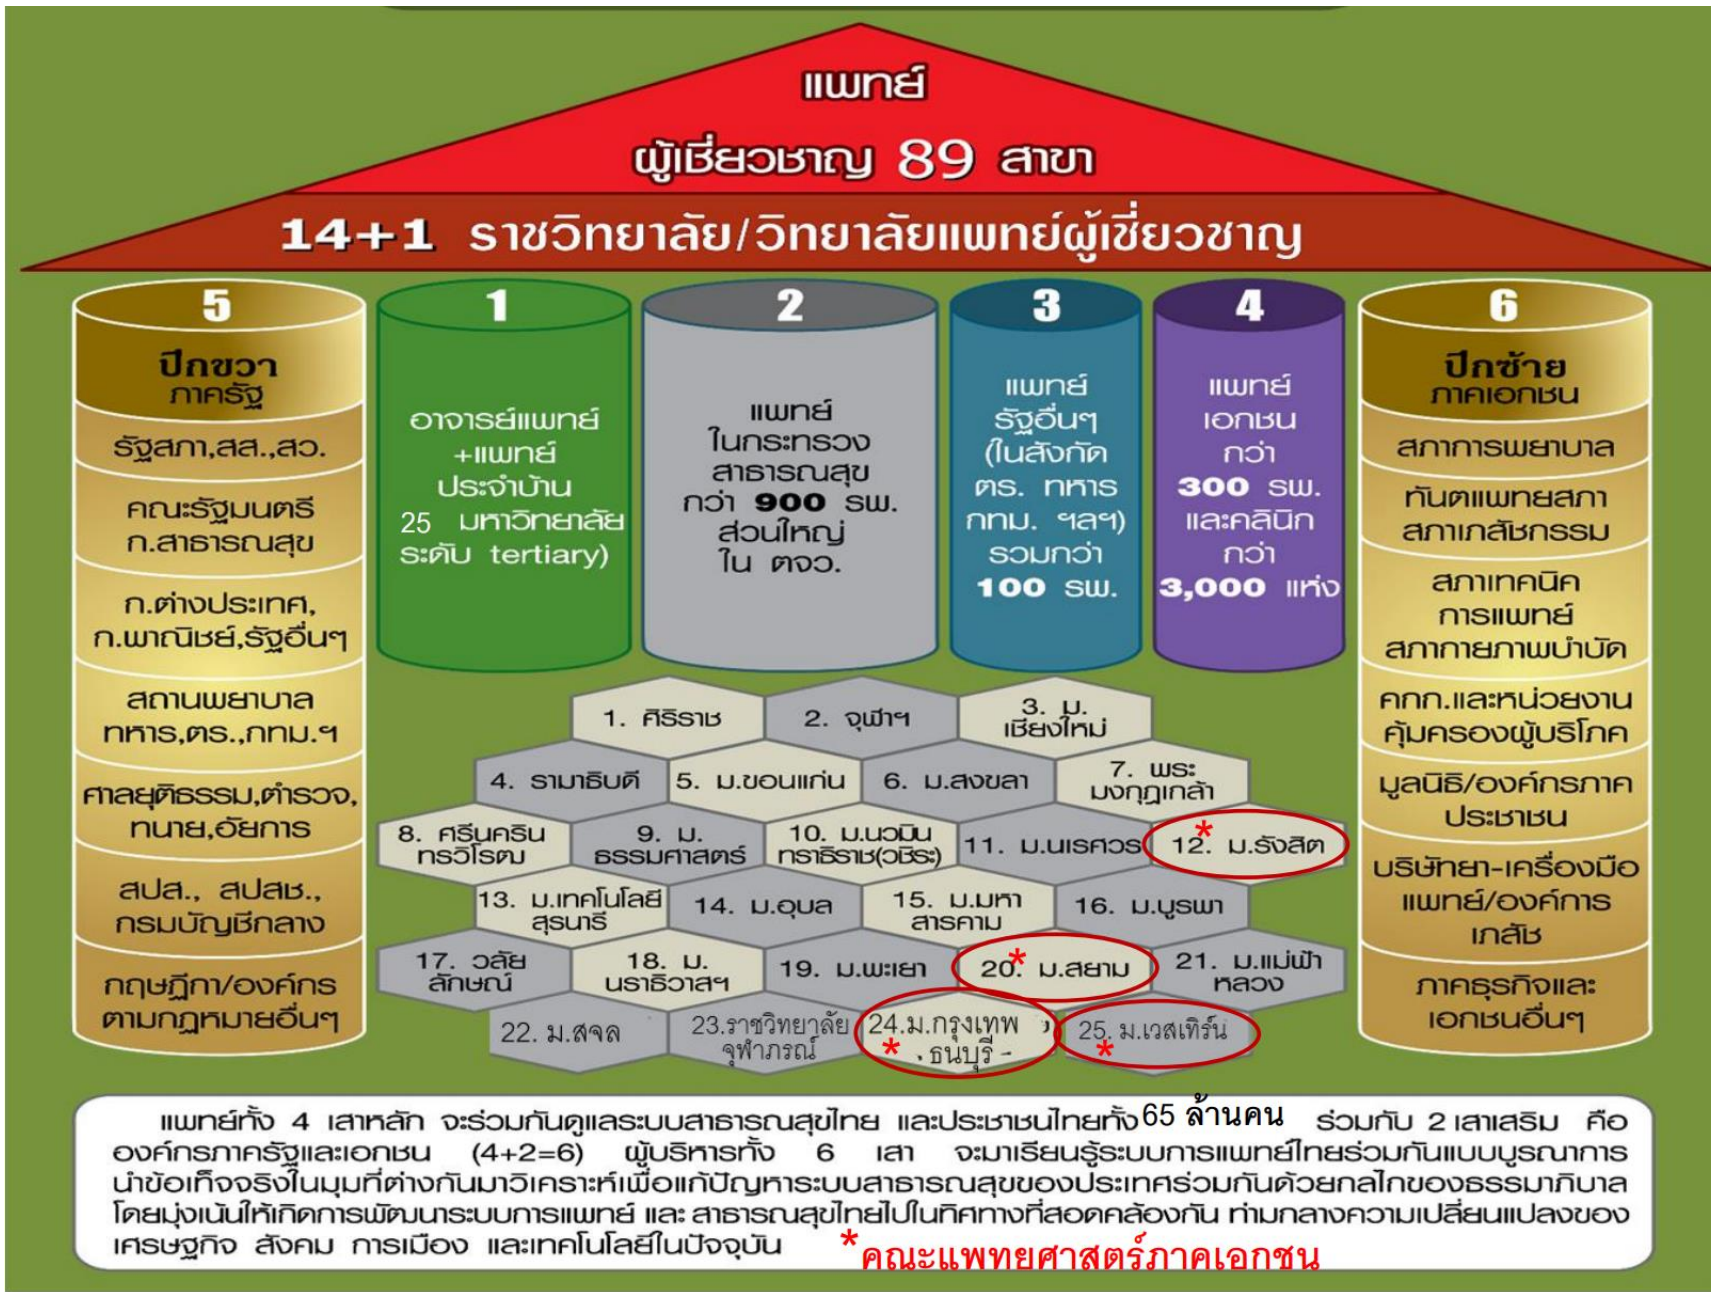 แพทย์
ผู้เชี่ยวชาญ 89 สาขา
14+1 ราชวิทยาลัย/วิทยาลัยแพทย์ผู้เชี่ยวชาญ
5
ปีกขวา
ภาครัฐ
รัฐสภา,สส.,สว.
คณะรัฐมนตรี
ก.สาธารณสุข
ก.ต่างประเทศ,
ก.พาณิชย์,รัฐอื่นๆ
สถานพยาบาล
ทหาร,ตร.,กทม.ฯ
ศาลยุติธรรม,ตำรวจ,
ทนาย,อัยการ
สปส., สปสช.,
กรมบัญชีกลาง
กฤษฎีกา/องค์กร
ตามกฎหมายอื่นๆ
1
อาจารย์แพทย์
+แพทย์
ประจำบ้าน
25 มหาวิทยาลัย
ระดับ tertiary)
2
แพทย์
ในกระทรวง
สาธารณสุข
กว่า 900 รพ.
ส่วนใหญ่
ใน ตจว.
3
แพทย์
รัฐอื่นๆ
(ในสังกัด
ตร. ทหาร
กทม. ฯลฯ)
รวมกว่า
100 รพ.
4
แพทย์
เอกชน
กว่า
300 รพ.
และคลินิก
กว่า
3,000 แห่ง
6
ปีกซ้าย
ภาคเอกชน
สภาการพยาบาล
ทันตแพทยสภา
สภาเภสัชกรรม
สภาเทคนิค
การแพทย์
สภากายภาพบำบัด
คกก.และหน่วยงาน
คุ้มครองผู้บริโภค
มูลนิธิ/องค์กรภาค
ประชาชน
บริษัทยา-เครื่องมือ
แพทย์/องค์การ
เภสัช
ภาคธุรกิจและ
เอกชนอื่นๆ
1. ศิริราช
2. จุฬาฯ
3. ม.
เชียงใหม่
4. รามาธิบดี
5. ม.ขอนแก่น
6. ม.สงขลา
7. พระ
มงกุฎเกล้า
8. ศรีนคริน
ทรวิโรฒ
9. ม.
ธรรมศาสตร์
10. ม.นวมิน
ทราธิราช(วชิระ)
11. ม.นเรศวร
* 12. ม.รังสิต
13. ม.เทคโนโลยี
สุรนารี
14. ม.อุบล
15. ม.มหา
สารคาม
16. ม.บูรพา
17. วลัย
ลักษณ์
18. ม.
นราธิวาสฯ
19. ม.พะเยา
* 20. ม.สยาม
21. ม.แม่ฟ้า
หลวง
22. ม.สจล
23.ราชวิทยาลัย
จุฬาภรณ์
24.ม.กรุงเทพ
* ธนบุรี
25. ม.เวสเทิร์น
*
แพทย์ทั้ง 4 เสาหลัก จะร่วมกันดูแลระบบสาธารณสุขไทย และประชาชนไทยทั้ง 65 ล้านคน ร่วมกับ 2 เสาเสริม คือ
องค์กรภาครัฐและเอกชน (4+2=6) ผู้บริหารทั้ง 6 เสา จะมาเรียนรู้ระบบการแพทย์ไทยร่วมกันแบบบูรณาการ
นำข้อเท็จจริงในมุมที่ต่างกันมาวิเคราะห์เพื่อแก้ปัญหาระบบสาธารณสุขของประเทศร่วมกันด้วยกลไกของธรรมาภิบาล
โดยมุ่งเน้นให้เกิดการพัฒนาระบบการแพทย์ และ สาธารณสุขไทยไปในทิศทางที่สอดคล้องกัน ท่ามกลางความเปลี่ยนแปลงของ
เศรษฐกิจ สังคม การเมือง และเทคโนโลยีในปัจจุบัน
*คณะแพทยศาสตร์ภาคเอกชน